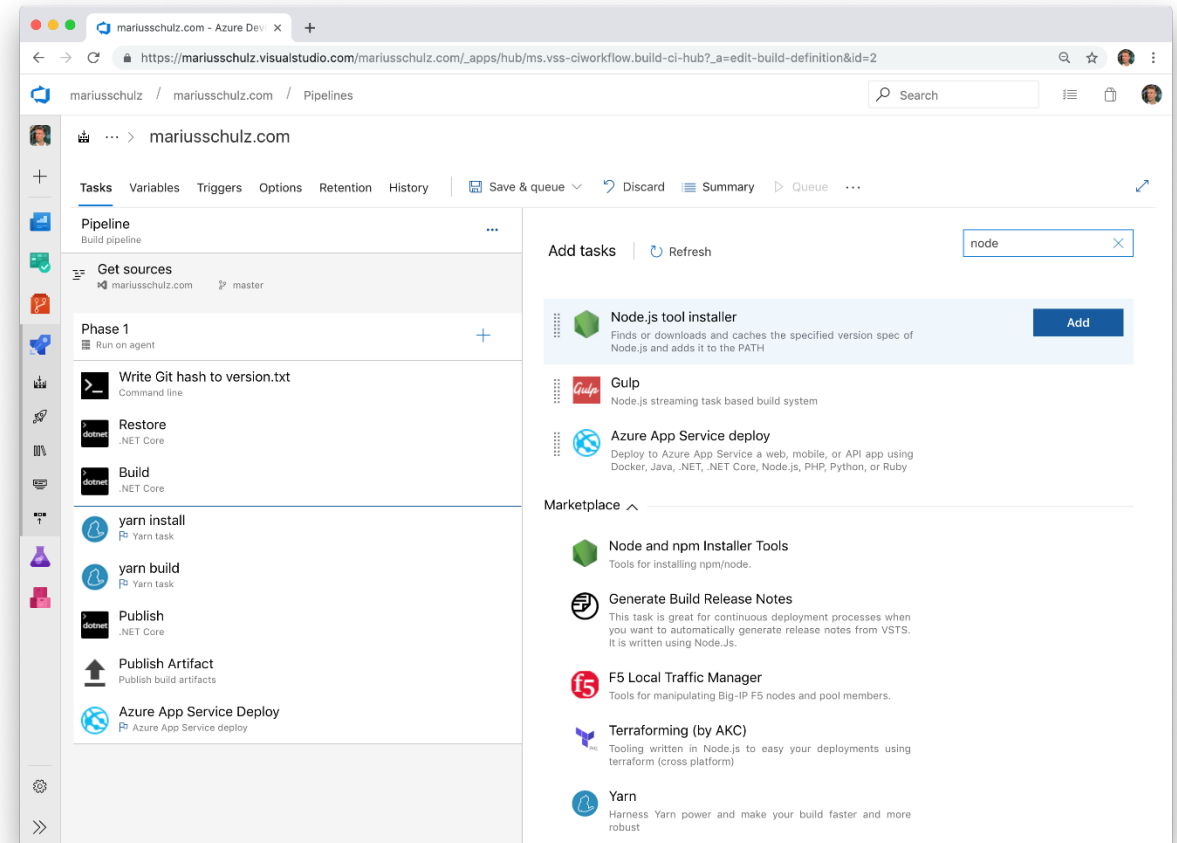 mariusschulz.com - Azure Dev
https://mariusschulz.visualstudio.com/mariusschulz.com/_apps/hub/ms.vss-ciworkflow.build-ci-hub?_a=edit-build-definition&id=2
mariusschulz / mariusschulz.com / Pipelines
Search
··· > mariusschulz.com
Tasks Variables Triggers Options Retention History Save & queue Discard Summary Queue ···
Pipeline
Build pipeline
Get sources
mariusschulz.com master
Phase 1
Run on agent
Write Git hash to version.txt
Command line
dotnet
Restore
.NET Core
dotnet
Build
.NET Core
yarn install
Yarn task
yarn build
Yarn task
dotnet
Publish
.NET Core
Publish Artifact
Publish build artifacts
Azure App Service Deploy
Azure App Service deploy
Add tasks Refresh
node
Node.js tool installer
Finds or downloads and caches the specified version spec of
Node.js and adds it to the PATH
Add
Gulp
Gulp
Node.js streaming task based build system
Azure App Service deploy
Deploy to Azure App Service a web, mobile, or API app using
Docker, Java, .NET, .NET Core, Node.js, PHP, Python, or Ruby
Marketplace
Node and npm Installer Tools
Tools for installing npm/node.
Generate Build Release Notes
This task is great for continuous deployment processes when
you want to automatically generate release notes from VSTS.
It is written using Node.Js.
f5
F5 Local Traffic Manager
Tools for manipulating Big-IP F5 nodes and pool members.
Terraforming (by AKC)
Tooling written in Node.js to easy your deployments using
terraform (cross platform)
Yarn
Harness Yarn power and make your build faster and more
robust